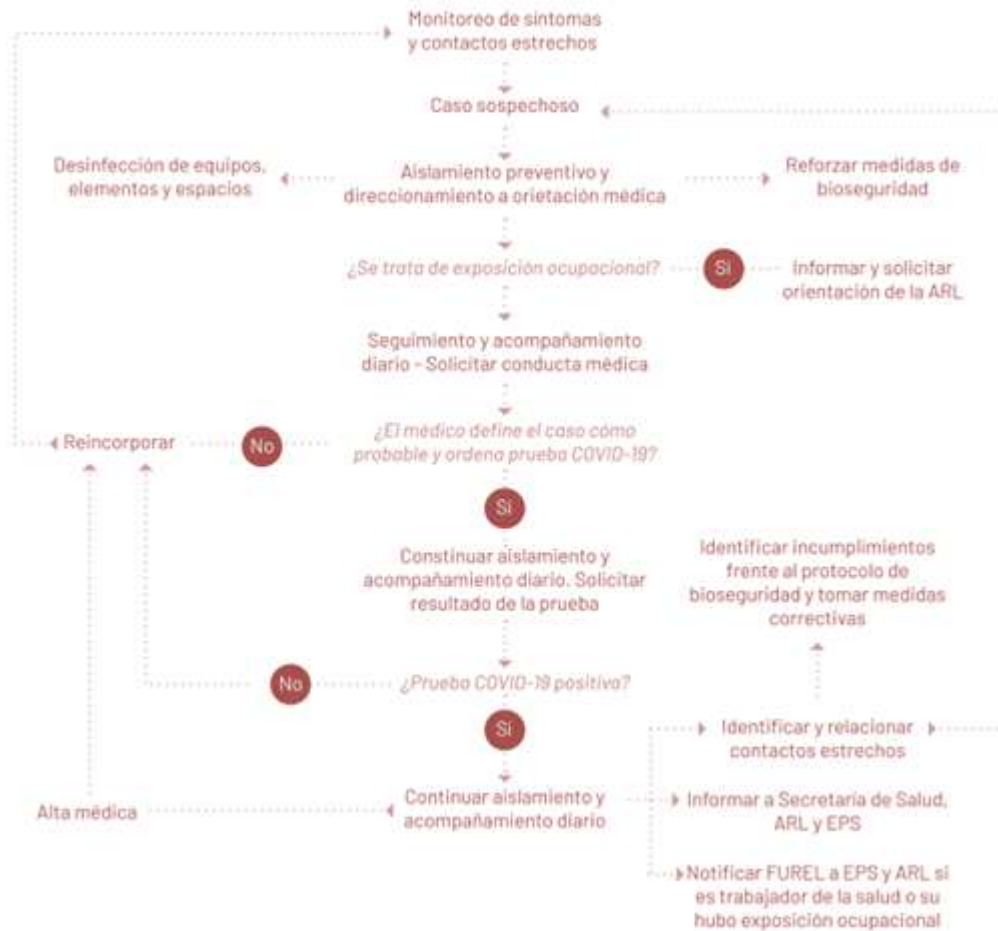 Monitoreo de síntomas
y contactos estrechos
Caso sospechoso
Desinfección de equipos,
elementos y espacios
Aislamiento preventivo y
direccionamiento a orietación médica
Reforzar medidas de
bioseguridad
¿Se trata de exposición ocupacional?
Si
Informar y solicitar
orientación de la ARL
Seguimiento y acompañamiento
diario - Solicitar conducta médica
Reincorporar
No
¿El médico define el caso cómo
probable y ordena prueba COVID-19?
Si
Constinuar aislamiento y
acompañamiento diario. Solicitar
resultado de la prueba
Identificar incumplimientos
frente al protocolo de
bioseguridad y tomar medidas
correctivas
No
¿Prueba COVID-19 positiva?
Si
Identificar y relacionar
contactos estrechos
Alta médica
Continuar aislamiento y
acompañamiento diario
Informar a Secretaría de Salud,
ARL y EPS
Notificar FUREL a EPS y ARL si
es trabajador de la salud o su
hubo exposición ocupacional